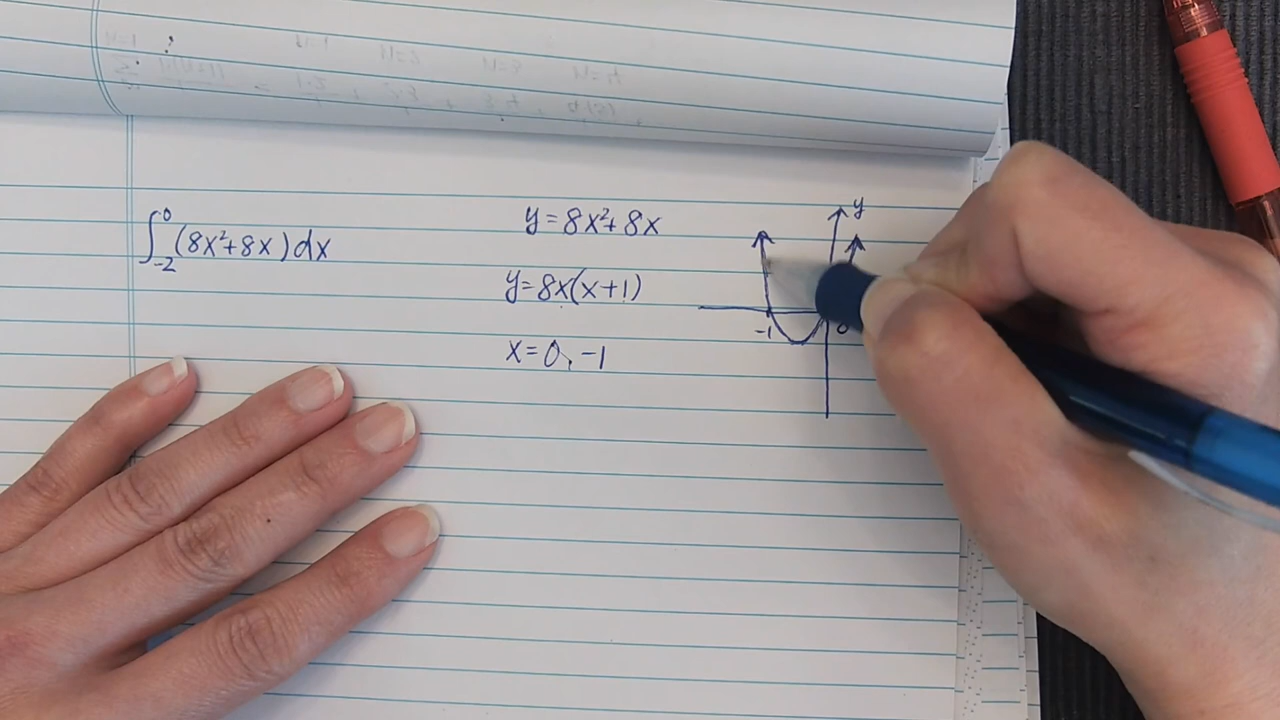 ∫₋₂⁰ (8x²+8x)dx
y=8x²+8x
y=8x(x+1)
x=0,-1
y
-1
0